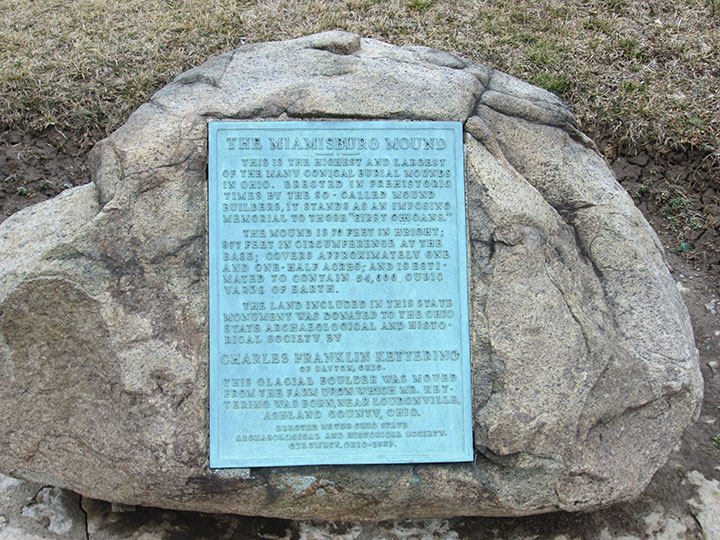 THE MIAMISBURG MOUND
THIS IS THE HIGHEST AND LARGEST
OF THE MANY CONICAL BURIAL MOUNDS
IN OHIO. ERECTED IN PREHISTORIC
TIMES BY THE SO-CALLED MOUND
BUILDERS, IT STANDS AS AN IMPOSING
MEMORIAL TO THOSE "FIRST OHIOANS."
THE MOUND IS 70 FEET IN HEIGHT;
877 FEET IN CIRCUMFERENCE AT THE
BASE; COVERS APPROXIMATELY ONE
AND ONE-HALF ACRES; AND IS ESTI-
MATED TO CONTAIN 54,000 CUBIC
YARDS OF EARTH.
THE LAND INCLUDED IN THIS STATE
MONUMENT WAS DONATED TO THE OHIO
STATE ARCHAEOLOGICAL AND HISTO-
RICAL SOCIETY BY
CHARLES FRANKLIN KETTERING
OF DAYTON, OHIO.
THIS GLACIAL BOULDER WAS MOVED
FROM THE FARM UPON WHICH MR. KET-
TERING WAS BORN, NEAR LOUDONVILLE,
ASHLAND COUNTY, OHIO.
ERECTED BY THE OHIO STATE
ARCHAEOLOGICAL AND HISTORICAL SOCIETY.
COLUMBUS, OHIO-